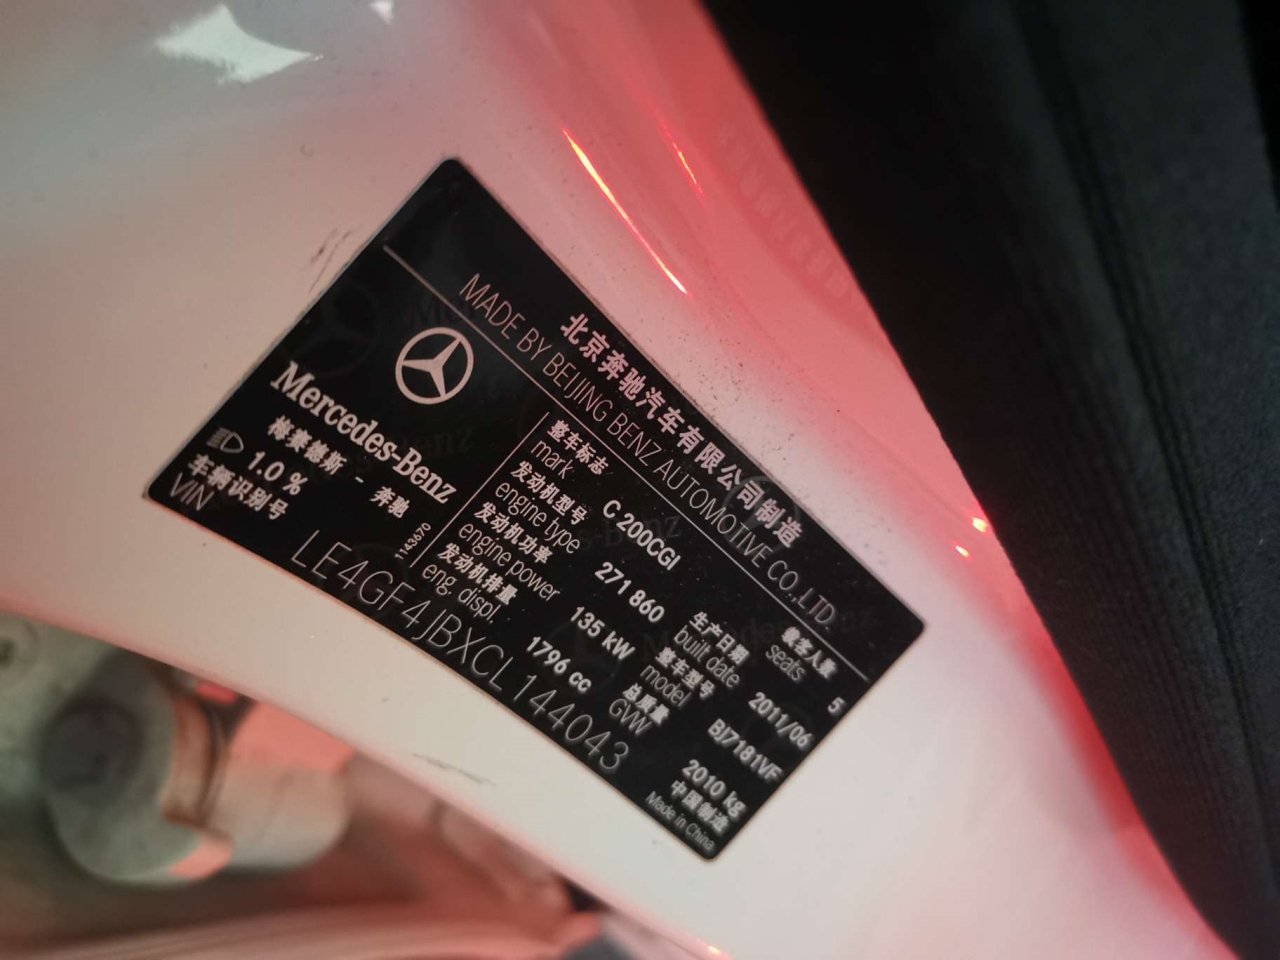 北京奔驰汽车有限公司制造
MADE BY BEIJING BENZ AUTOMOTIVE CO.,LTD.
Mercedes-Benz
梅赛德斯 - 奔驰
1.0 %
车辆识别号
VIN
LE4GF4JBXCL144043
1143670
整车标志
mark
C 200CGI
乘客人数
seats
5
发动机型号
engine type
271 860
生产日期
built date
2011/06
发动机功率
engine power
135 kW
整车型号
model
BJ7181VF
发动机排量
eng. displ.
1796 cc
总质量
GVW
2010 kg
中国制造
Made in China